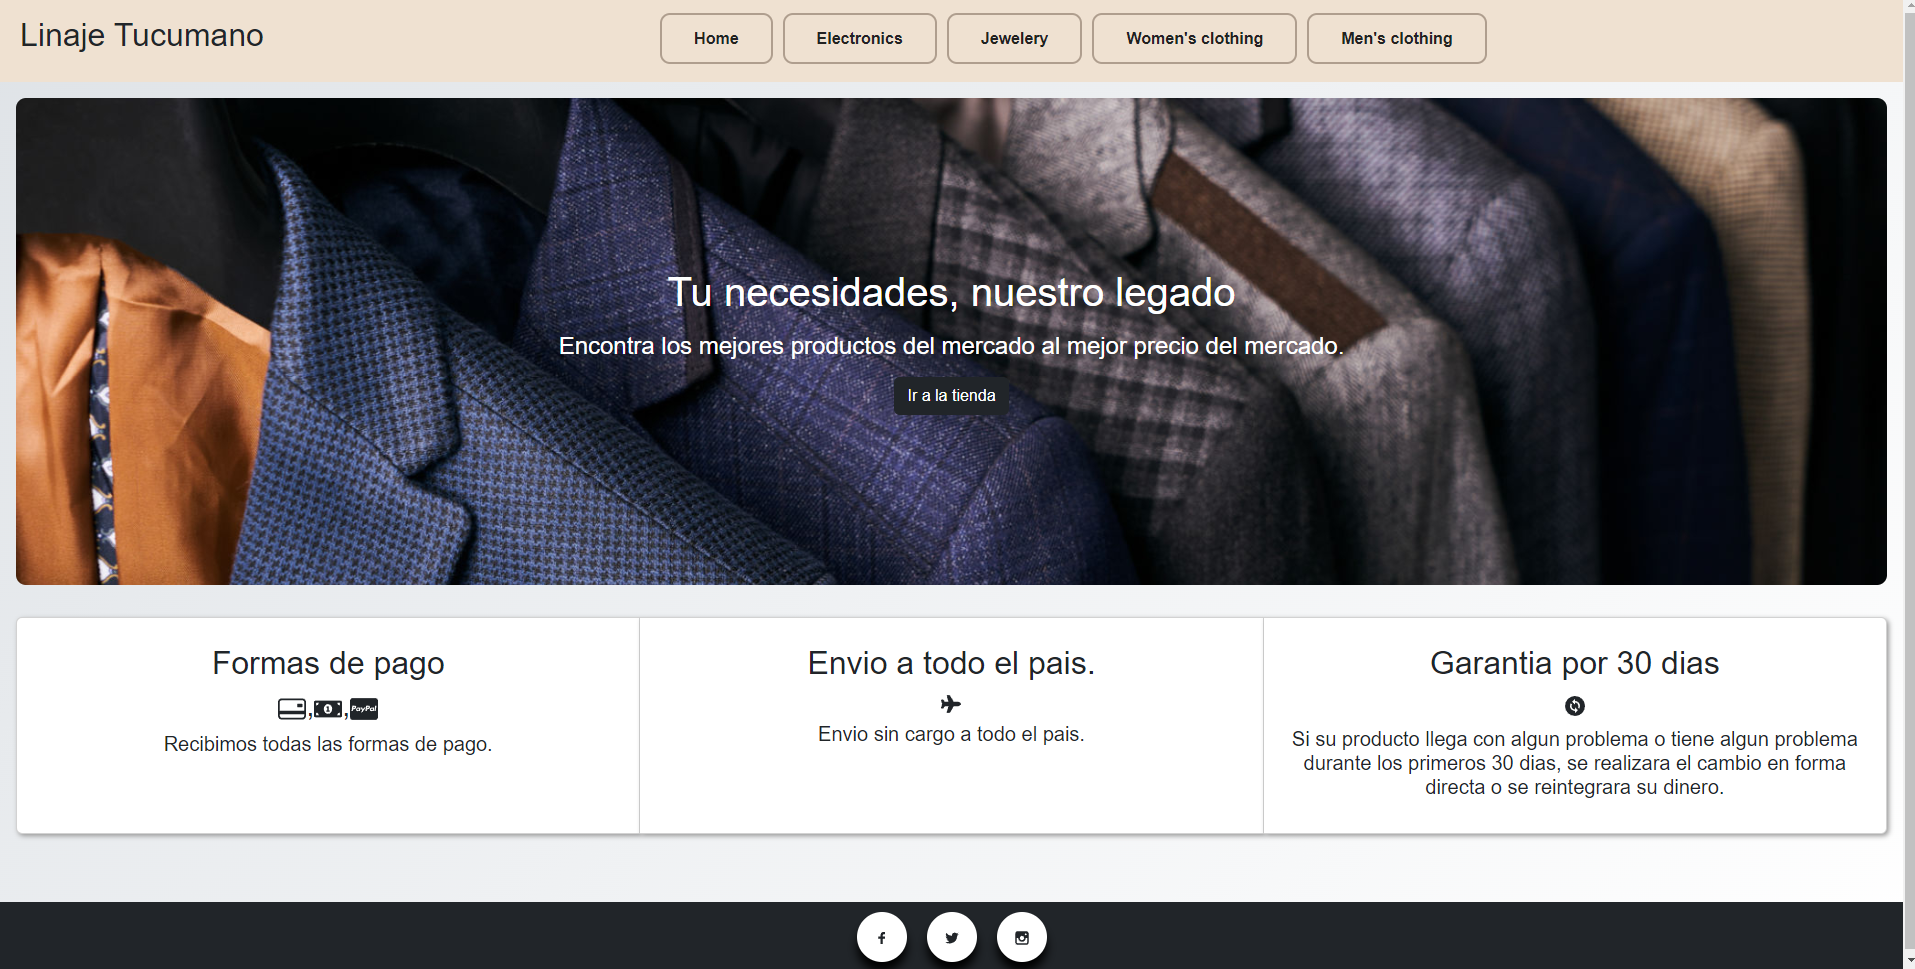 Linaje Tucumano
Home
Electronics
Jewelery
Women's clothing
Men's clothing
Tu necesidades, nuestro legado
Encontra los mejores productos del mercado al mejor precio del mercado.
Ir a la tienda
Formas de pago
, 1 , PayPal
Recibimos todas las formas de pago.
Envio a todo el pais.
Envio sin cargo a todo el pais.
Garantia por 30 dias
Si su producto llega con algun problema o tiene algun problema
durante los primeros 30 dias, se realizara el cambio en forma
directa o se reintegrara su dinero.